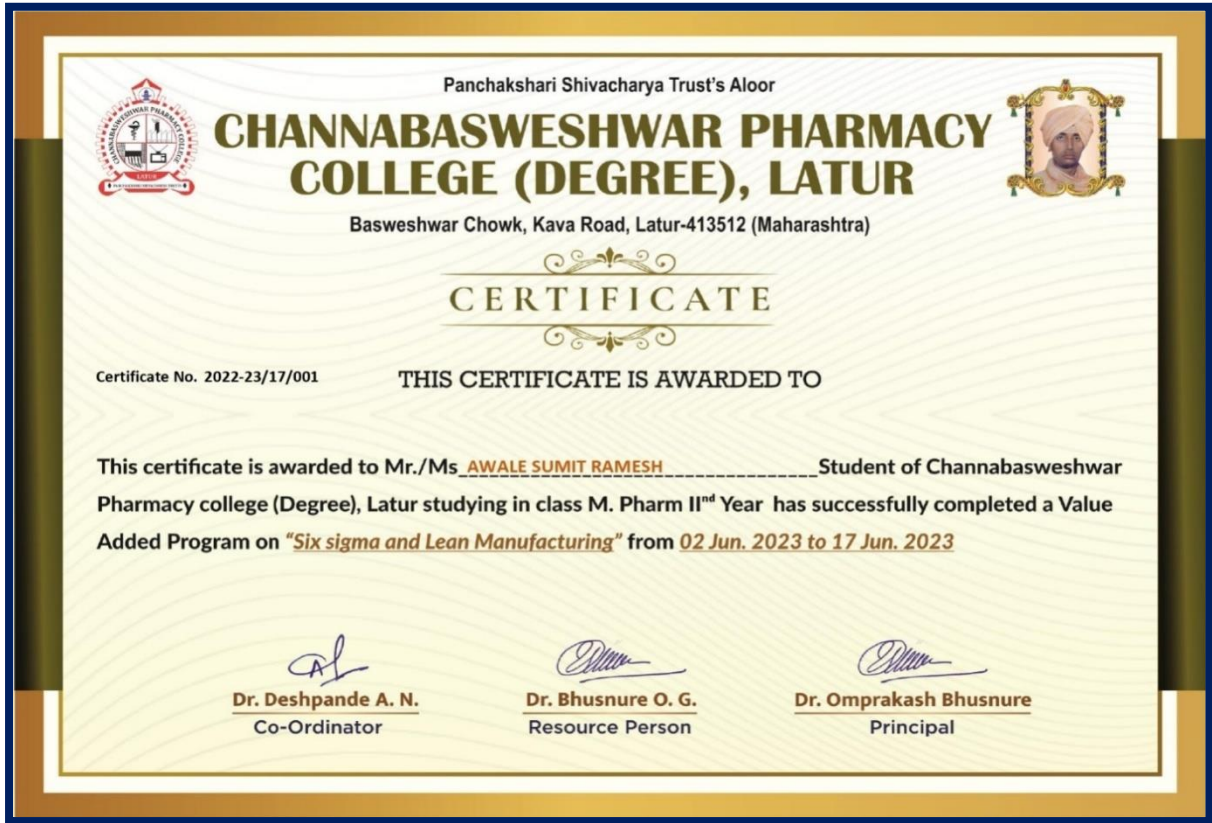 Panchakshari Shivacharya Trust's Aloor
CHANNABASWESHWAR PHARMACY
COLLEGE (DEGREE), LATUR
Basweshwar Chowk, Kava Road, Latur-413512 (Maharashtra)
CERTIFICATE
Certificate No. 2022-23/17/001
THIS CERTIFICATE IS AWARDED TO
This certificate is awarded to Mr./Ms_AWALE SUMIT RAMESH_______________Student of Channabasweshwar
Pharmacy college (Degree), Latur studying in class M. Pharm IInd Year has successfully completed a Value
Added Program on "Six sigma and Lean Manufacturing" from 02 Jun. 2023 to 17 Jun. 2023
Dr. Deshpande A. N.
Co-Ordinator
Dr. Bhusnure O. G.
Resource Person
Dr. Omprakash Bhusnure
Principal